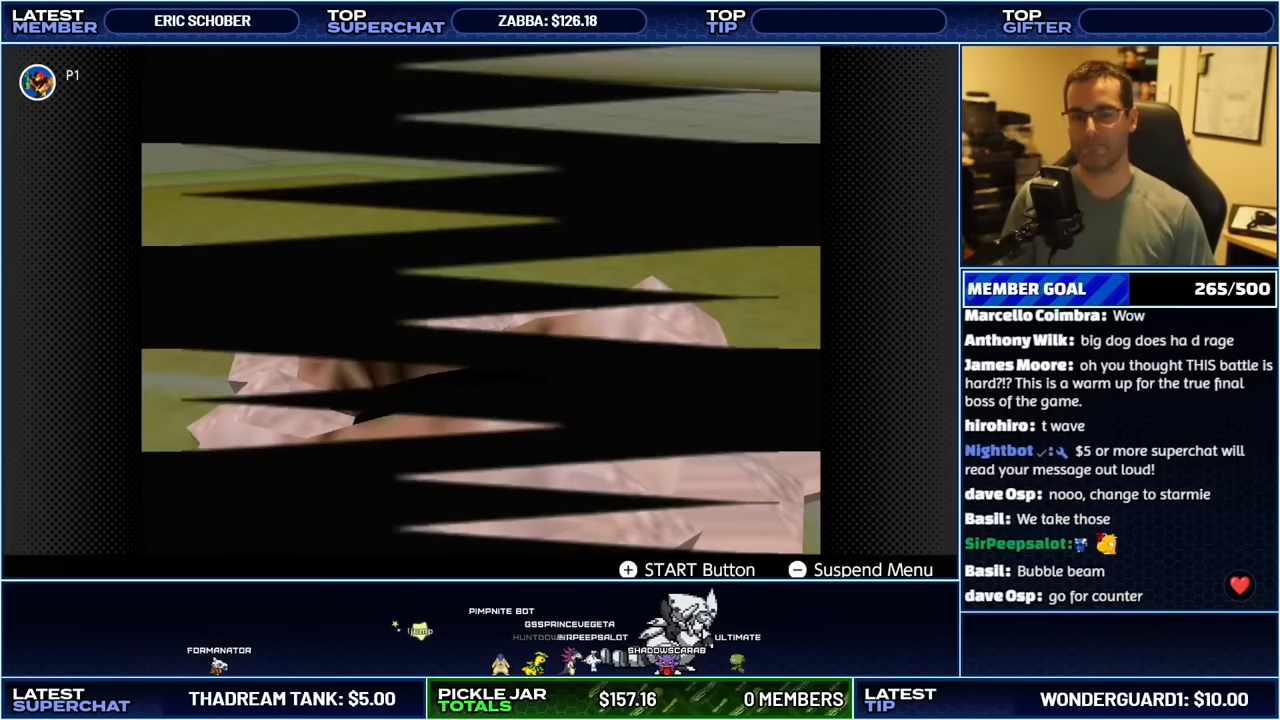 LATEST MEMBER
ERIC SCHOBER
TOP SUPERCHAT
ZABBA: $126.18
TOP TIP
TOP GIFTER
P1
START Button
Suspend Menu
MEMBER GOAL
265/500
Marcello Coimbra: Wow
Anthony Wilk: big dog does ha d rage
James Moore: oh you thought THIS battle is
hard?!? This is a warm up for the true final
boss of the game.
hirohiro: t wave
Nightbot: $5 or more superchat will
read your message out loud!
dave Osp: nooo, change to starmie
Basil: We take those
SirPeepsalot:
Basil: Bubble beam
dave Osp: go for counter
PIMPNITE BOT
GSSPRINCEVEGETA
SIRPEEPSALOT
ULTIMATE
!jump
FORMANATOR
SHADOWSCARAB
LATEST SUPERCHAT
THADREAM TANK: $5.00
PICKLE JAR TOTALS
$157.16
0 MEMBERS
LATEST TIP
WONDERGUARD1: $10.00